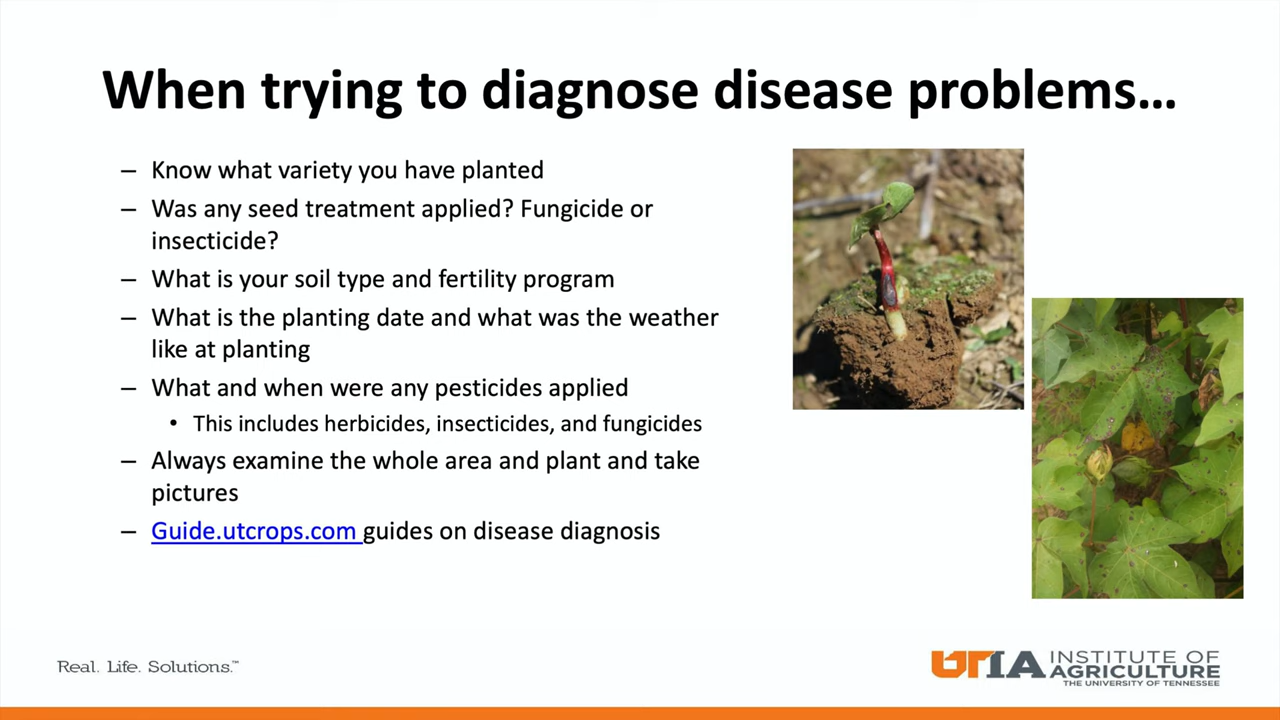 When trying to diagnose disease problems…
– Know what variety you have planted
– Was any seed treatment applied? Fungicide or
insecticide?
– What is your soil type and fertility program
– What is the planting date and what was the weather
like at planting
– What and when were any pesticides applied
• This includes herbicides, insecticides, and fungicides
– Always examine the whole area and plant and take
pictures
– Guide.utcrops.com guides on disease diagnosis
Real. Life. Solutions.™
UTIA INSTITUTE OF
AGRICULTURE
THE UNIVERSITY OF TENNESSEE